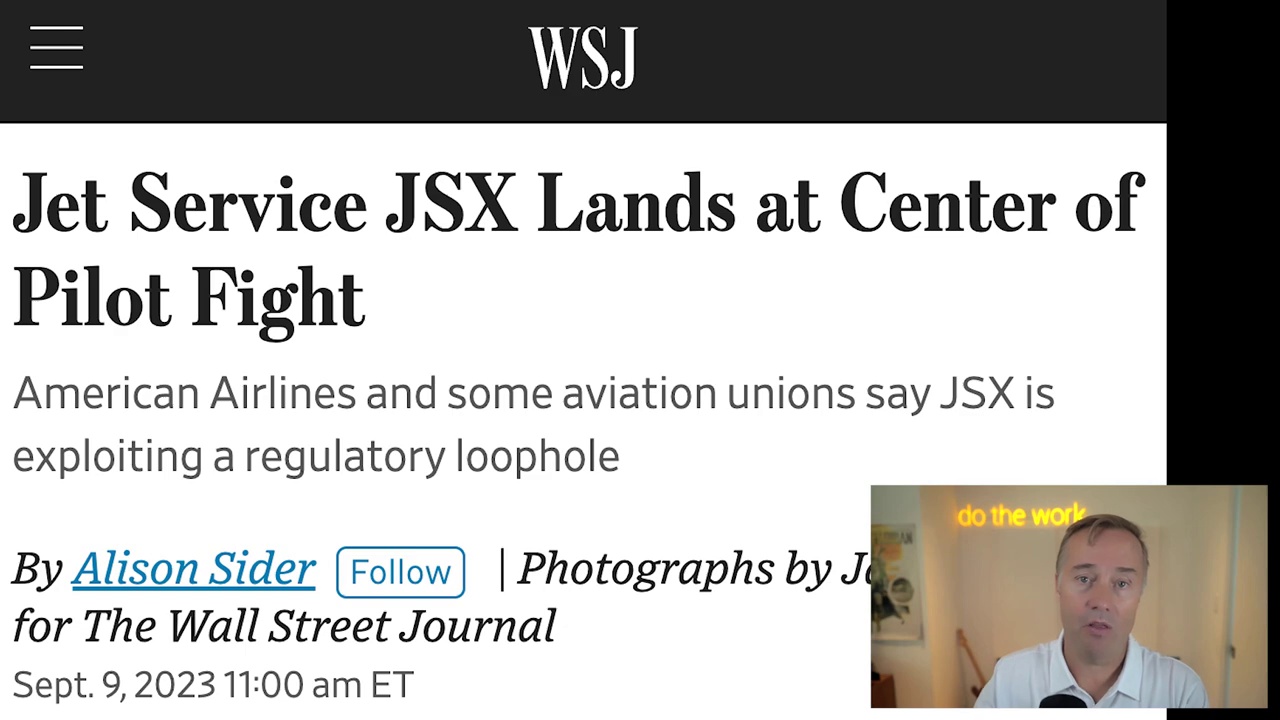 WSJ
Jet Service JSX Lands at Center of
Pilot Fight
American Airlines and some aviation unions say JSX is
exploiting a regulatory loophole
By Alison Sider Follow | Photographs by
for The Wall Street Journal
Sept. 9, 2023 11:00 am ET
do the work